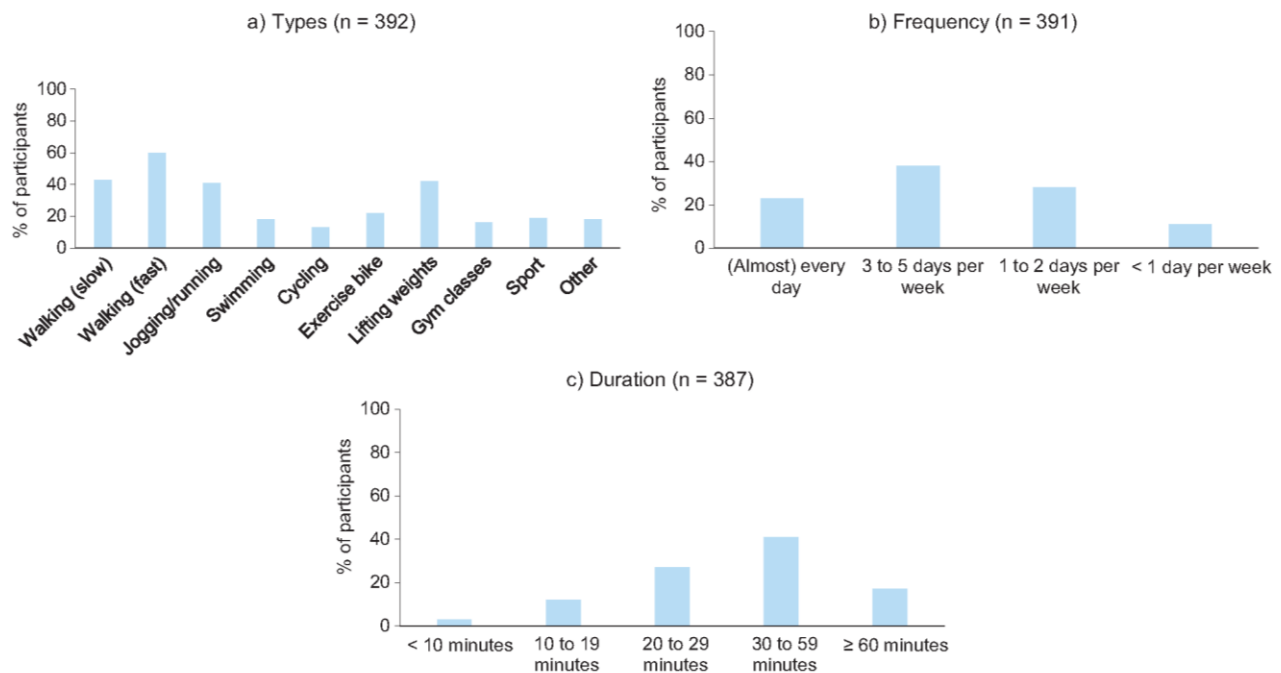 a) Types (n = 392)
% of participants
100
80
60
40
20
0
Walking (slow)
Walking (fast)
Jogging/running
Swimming
Cycling
Exercise bike
Lifting weights
Gym classes
Sport
Other
b) Frequency (n = 391)
% of participants
100
80
60
40
20
0
(Almost) every
day
3 to 5 days per
week
1 to 2 days per
week
< 1 day per week
c) Duration (n = 387)
% of participants
100
80
60
40
20
0
< 10 minutes
10 to 19
minutes
20 to 29
minutes
30 to 59
minutes
≥ 60 minutes